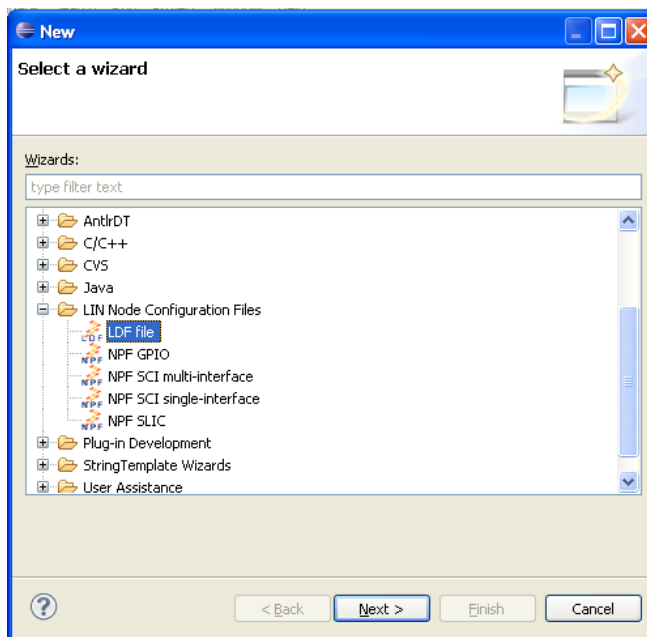 New
Select a wizard
Wizards:
type filter text
AntlrDT
C/C++
CVS
Java
LIN Node Configuration Files
LDF file
NPF GPIO
NPF SCI multi-interface
NPF SCI single-interface
NPF SLIC
Plug-in Development
StringTemplate Wizards
User Assistance
? < Back Next > Finish Cancel